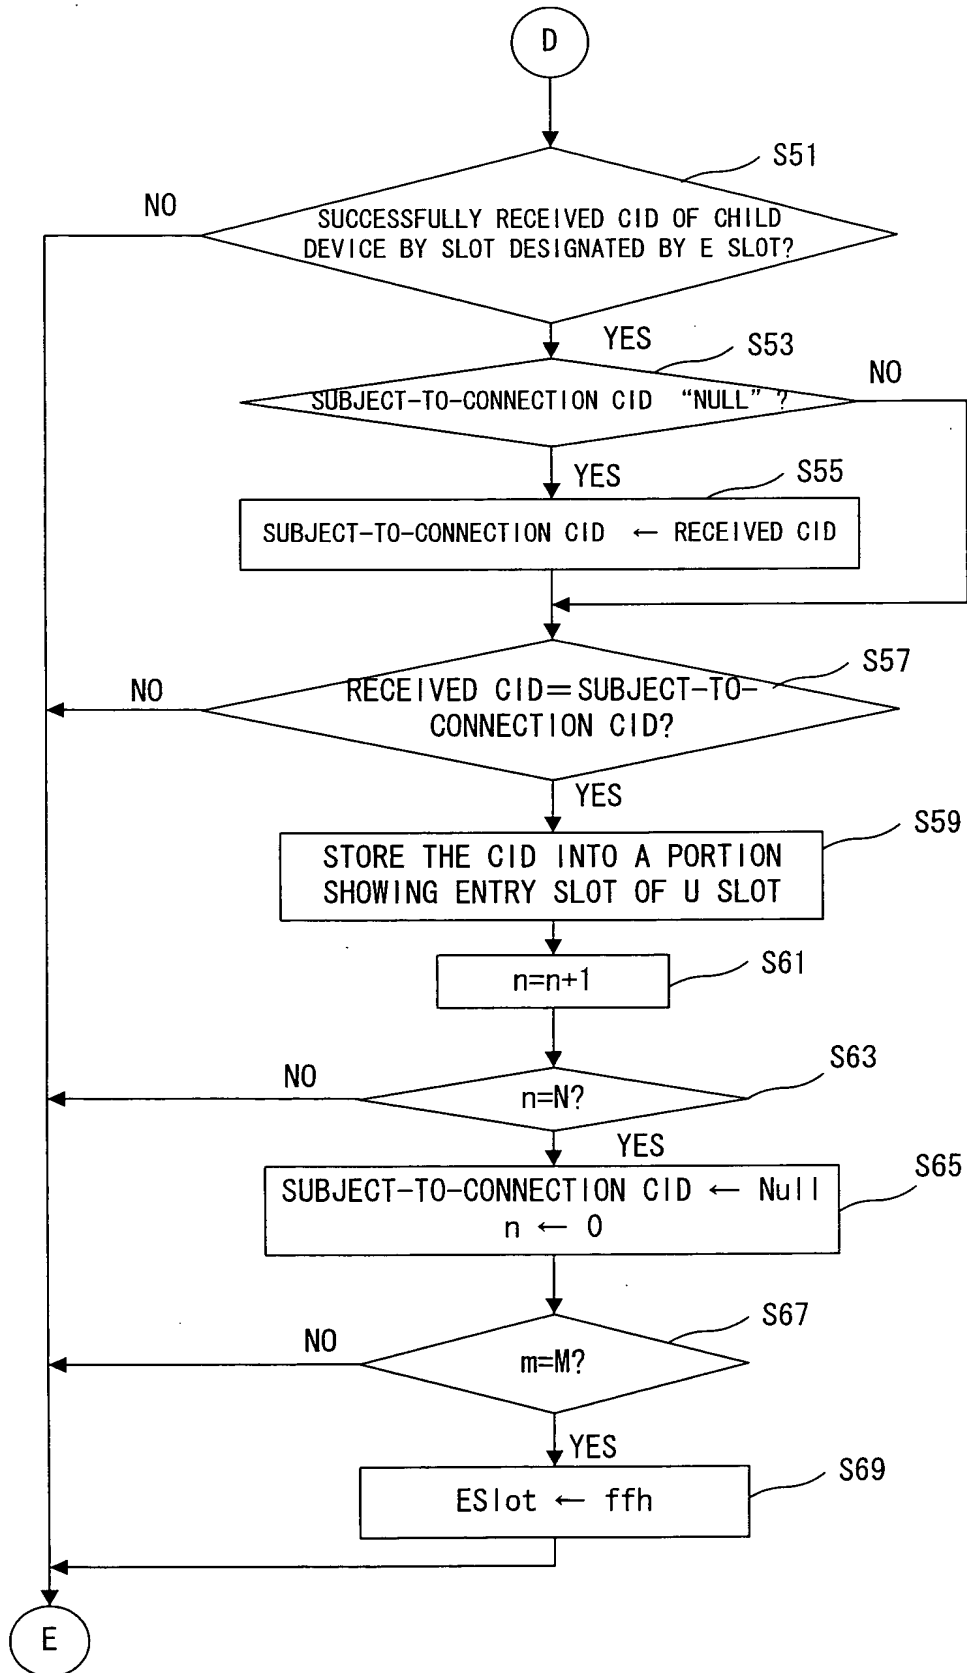 D
S51
NO
SUCCESSFULLY RECEIVED CID OF CHILD
DEVICE BY SLOT DESIGNATED BY E SLOT?
YES
S53
NO
SUBJECT-TO-CONNECTION CID “NULL” ?
YES
S55
SUBJECT-TO-CONNECTION CID ← RECEIVED CID
S57
NO
RECEIVED CID=SUBJECT-TO-
CONNECTION CID?
YES
S59
STORE THE CID INTO A PORTION
SHOWING ENTRY SLOT OF U SLOT
S61
n=n+1
S63
NO
n=N?
YES
S65
SUBJECT-TO-CONNECTION CID ← Null
n ← 0
S67
NO
m=M?
YES
S69
ESlot ← ffh
E